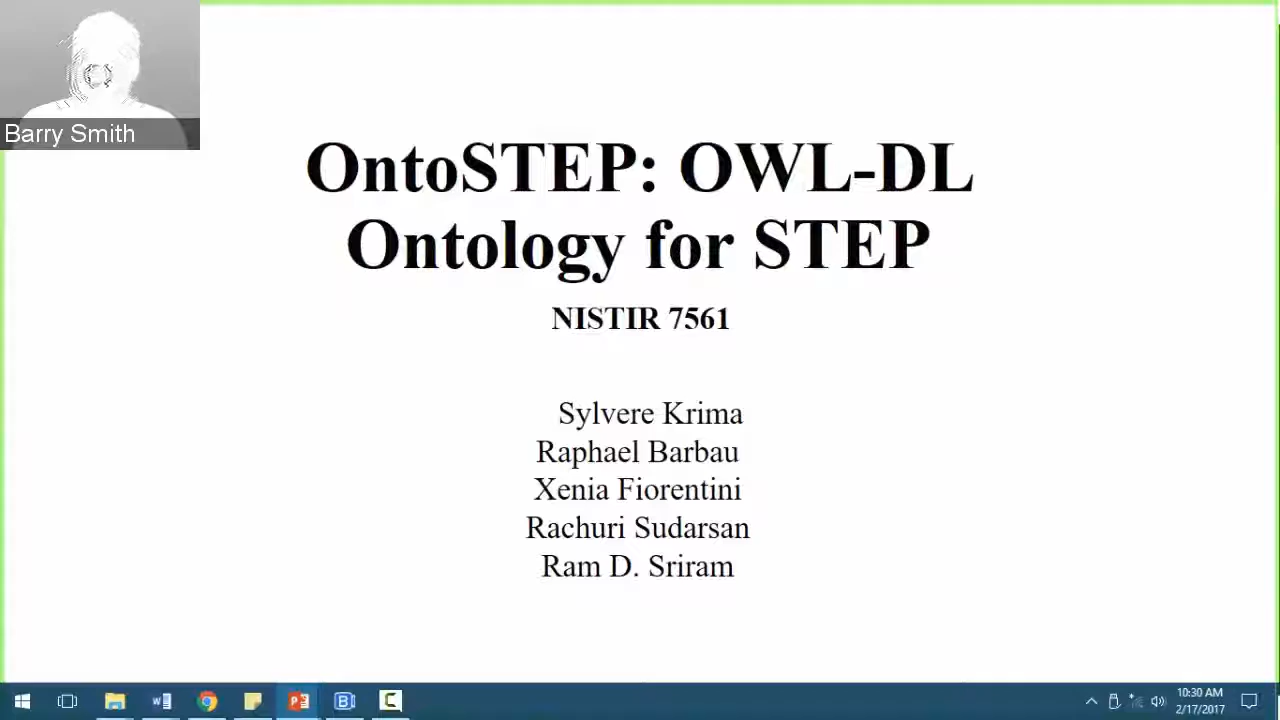 Barry Smith
OntoSTEP: OWL-DL
Ontology for STEP
NISTIR 7561
Sylvere Krima
Raphael Barbau
Xenia Fiorentini
Rachuri Sudarsan
Ram D. Sriram
10:30 AM
2/17/2017